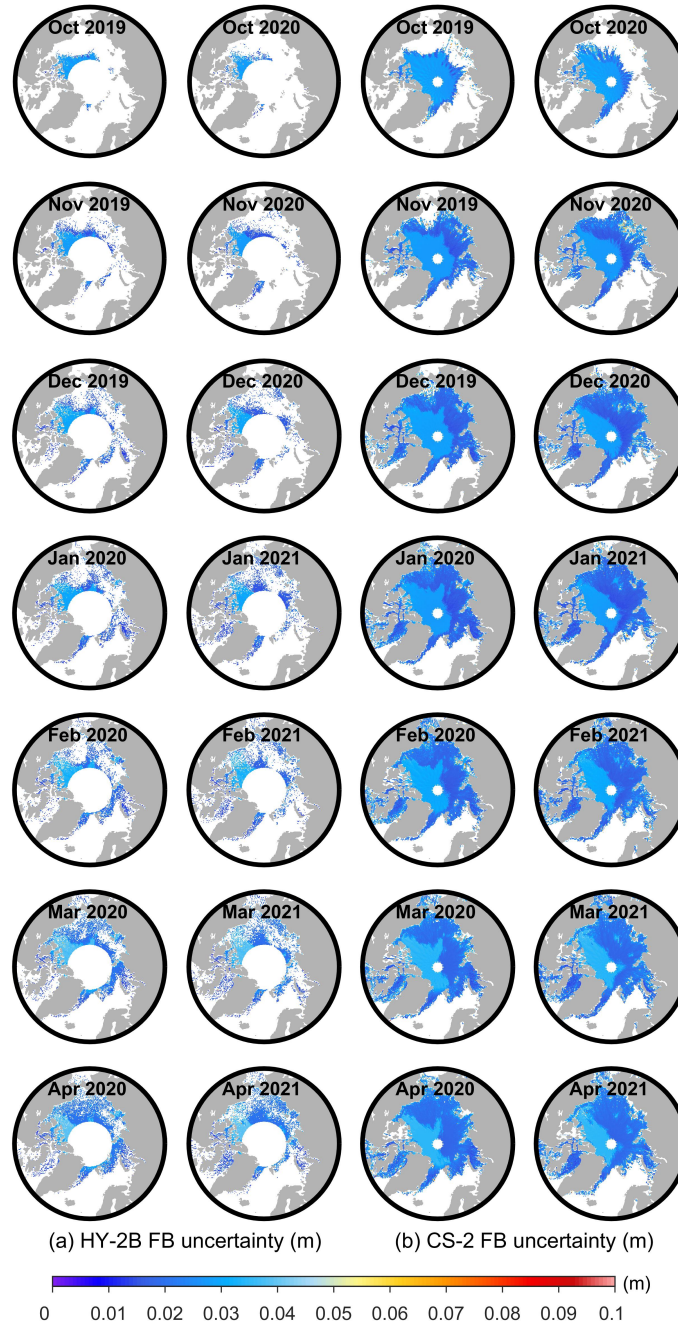 Oct 2019 Oct 2020 Oct 2019 Oct 2020
Nov 2019 Nov 2020 Nov 2019 Nov 2020
Dec 2019 Dec 2020 Dec 2019 Dec 2020
Jan 2020 Jan 2021 Jan 2020 Jan 2021
Feb 2020 Feb 2021 Feb 2020 Feb 2021
Mar 2020 Mar 2021 Mar 2020 Mar 2021
Apr 2020 Apr 2021 Apr 2020 Apr 2021
(a) HY-2B FB uncertainty (m) (b) CS-2 FB uncertainty (m)
(m)
0 0.01 0.02 0.03 0.04 0.05 0.06 0.07 0.08 0.09 0.1